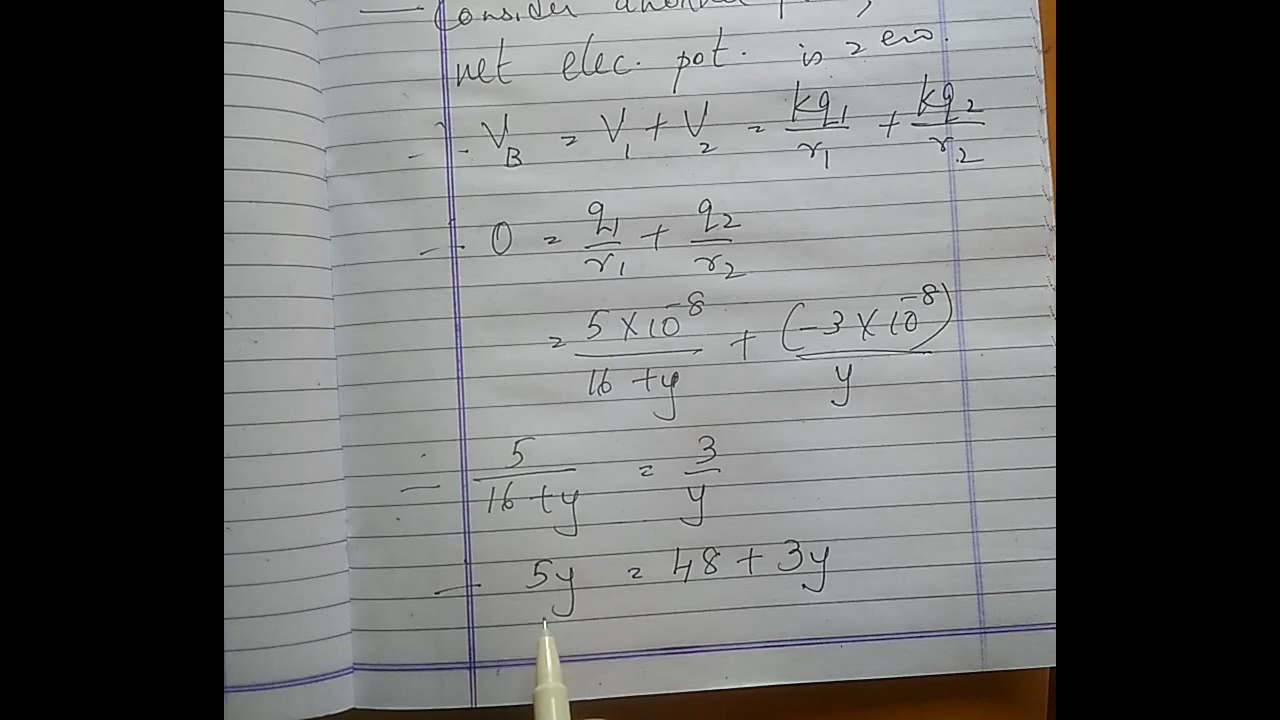 Consider
net elec. pot. is zero.
∴ V_B = V_1 + V_2 = kq_1/r_1 + kq_2/r_2
∴ 0 = q_1/r_1 + q_2/r_2
= 5 × 10^-8/16 + y + (-3 × 10^-8)/y
∴ 5/16 + y = 3/y
5y = 48 + 3y